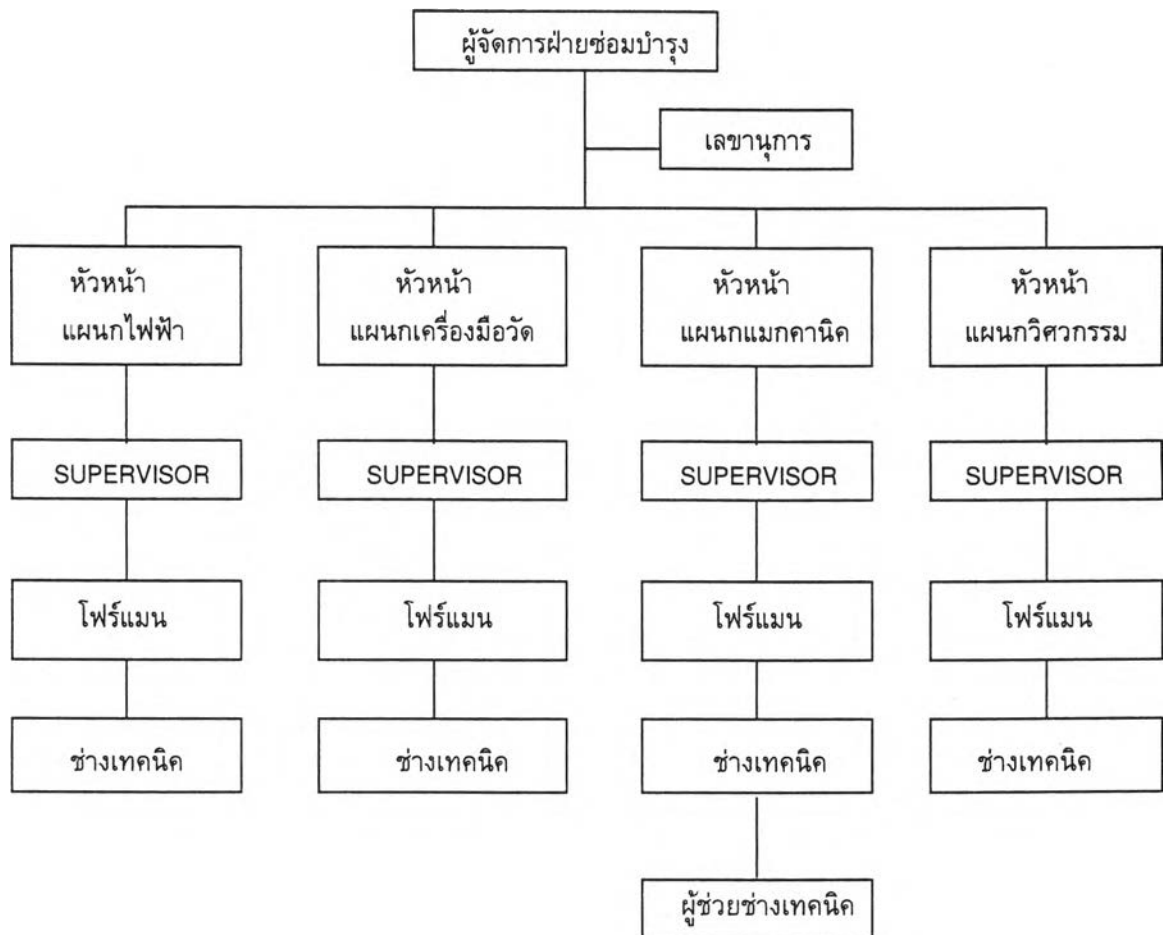 ผู้จัดการฝ่ายซ่อมบำรุง
เลขานุการ
หัวหน้า
แผนกไฟฟ้า
หัวหน้า
แผนกเครื่องมือวัด
หัวหน้า
แผนกแมกคานิค
หัวหน้า
แผนกวิศวกรรม
SUPERVISOR
SUPERVISOR
SUPERVISOR
SUPERVISOR
โฟร์แมน
โฟร์แมน
โฟร์แมน
โฟร์แมน
ช่างเทคนิค
ช่างเทคนิค
ช่างเทคนิค
ช่างเทคนิค
ผู้ช่วยช่างเทคนิค